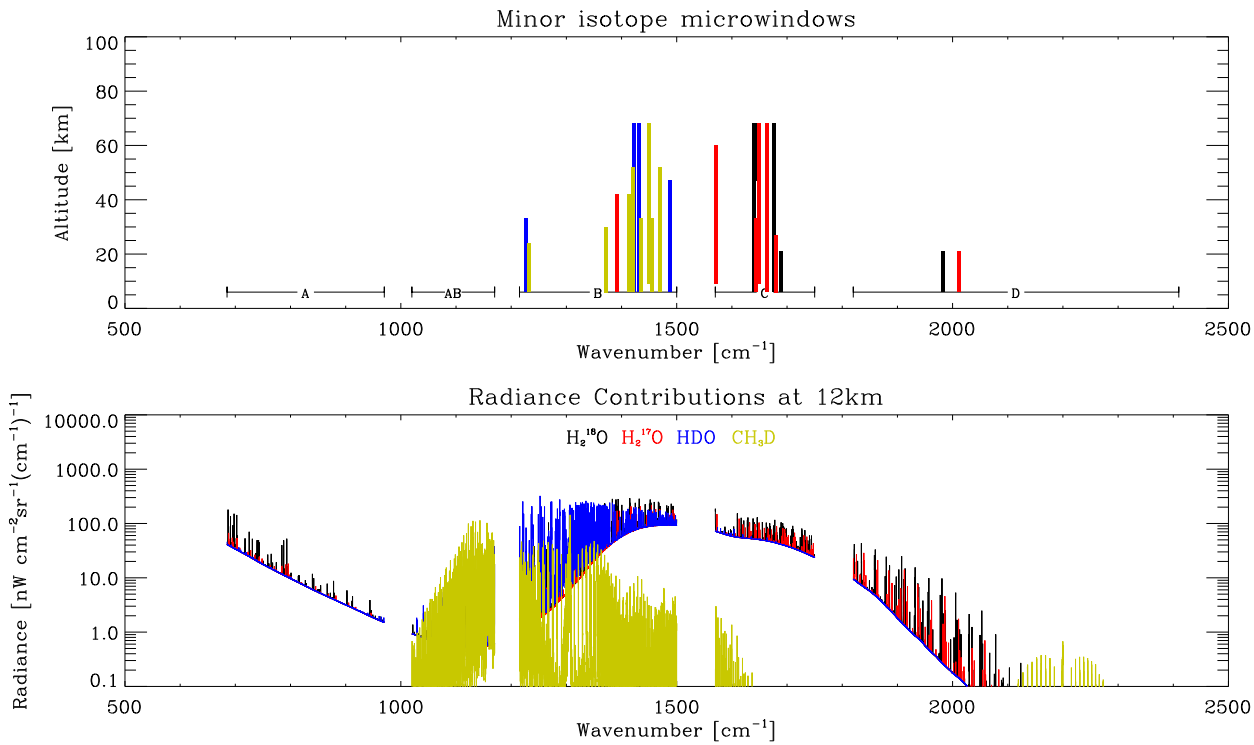 Minor isotope microwindows
100
80
60
40
20
0
Altitude [km]
A AB B C D
500 1000 1500 2000 2500
Wavenumber [cm⁻¹]
Radiance Contributions at 12km
10000.0
1000.0
100.0
10.0
1.0
0.1
Radiance [nW cm⁻²sr⁻¹(cm⁻¹)⁻¹]
H₂¹⁸O H₂¹⁷O HDO CH₃D
500 1000 1500 2000 2500
Wavenumber [cm⁻¹]